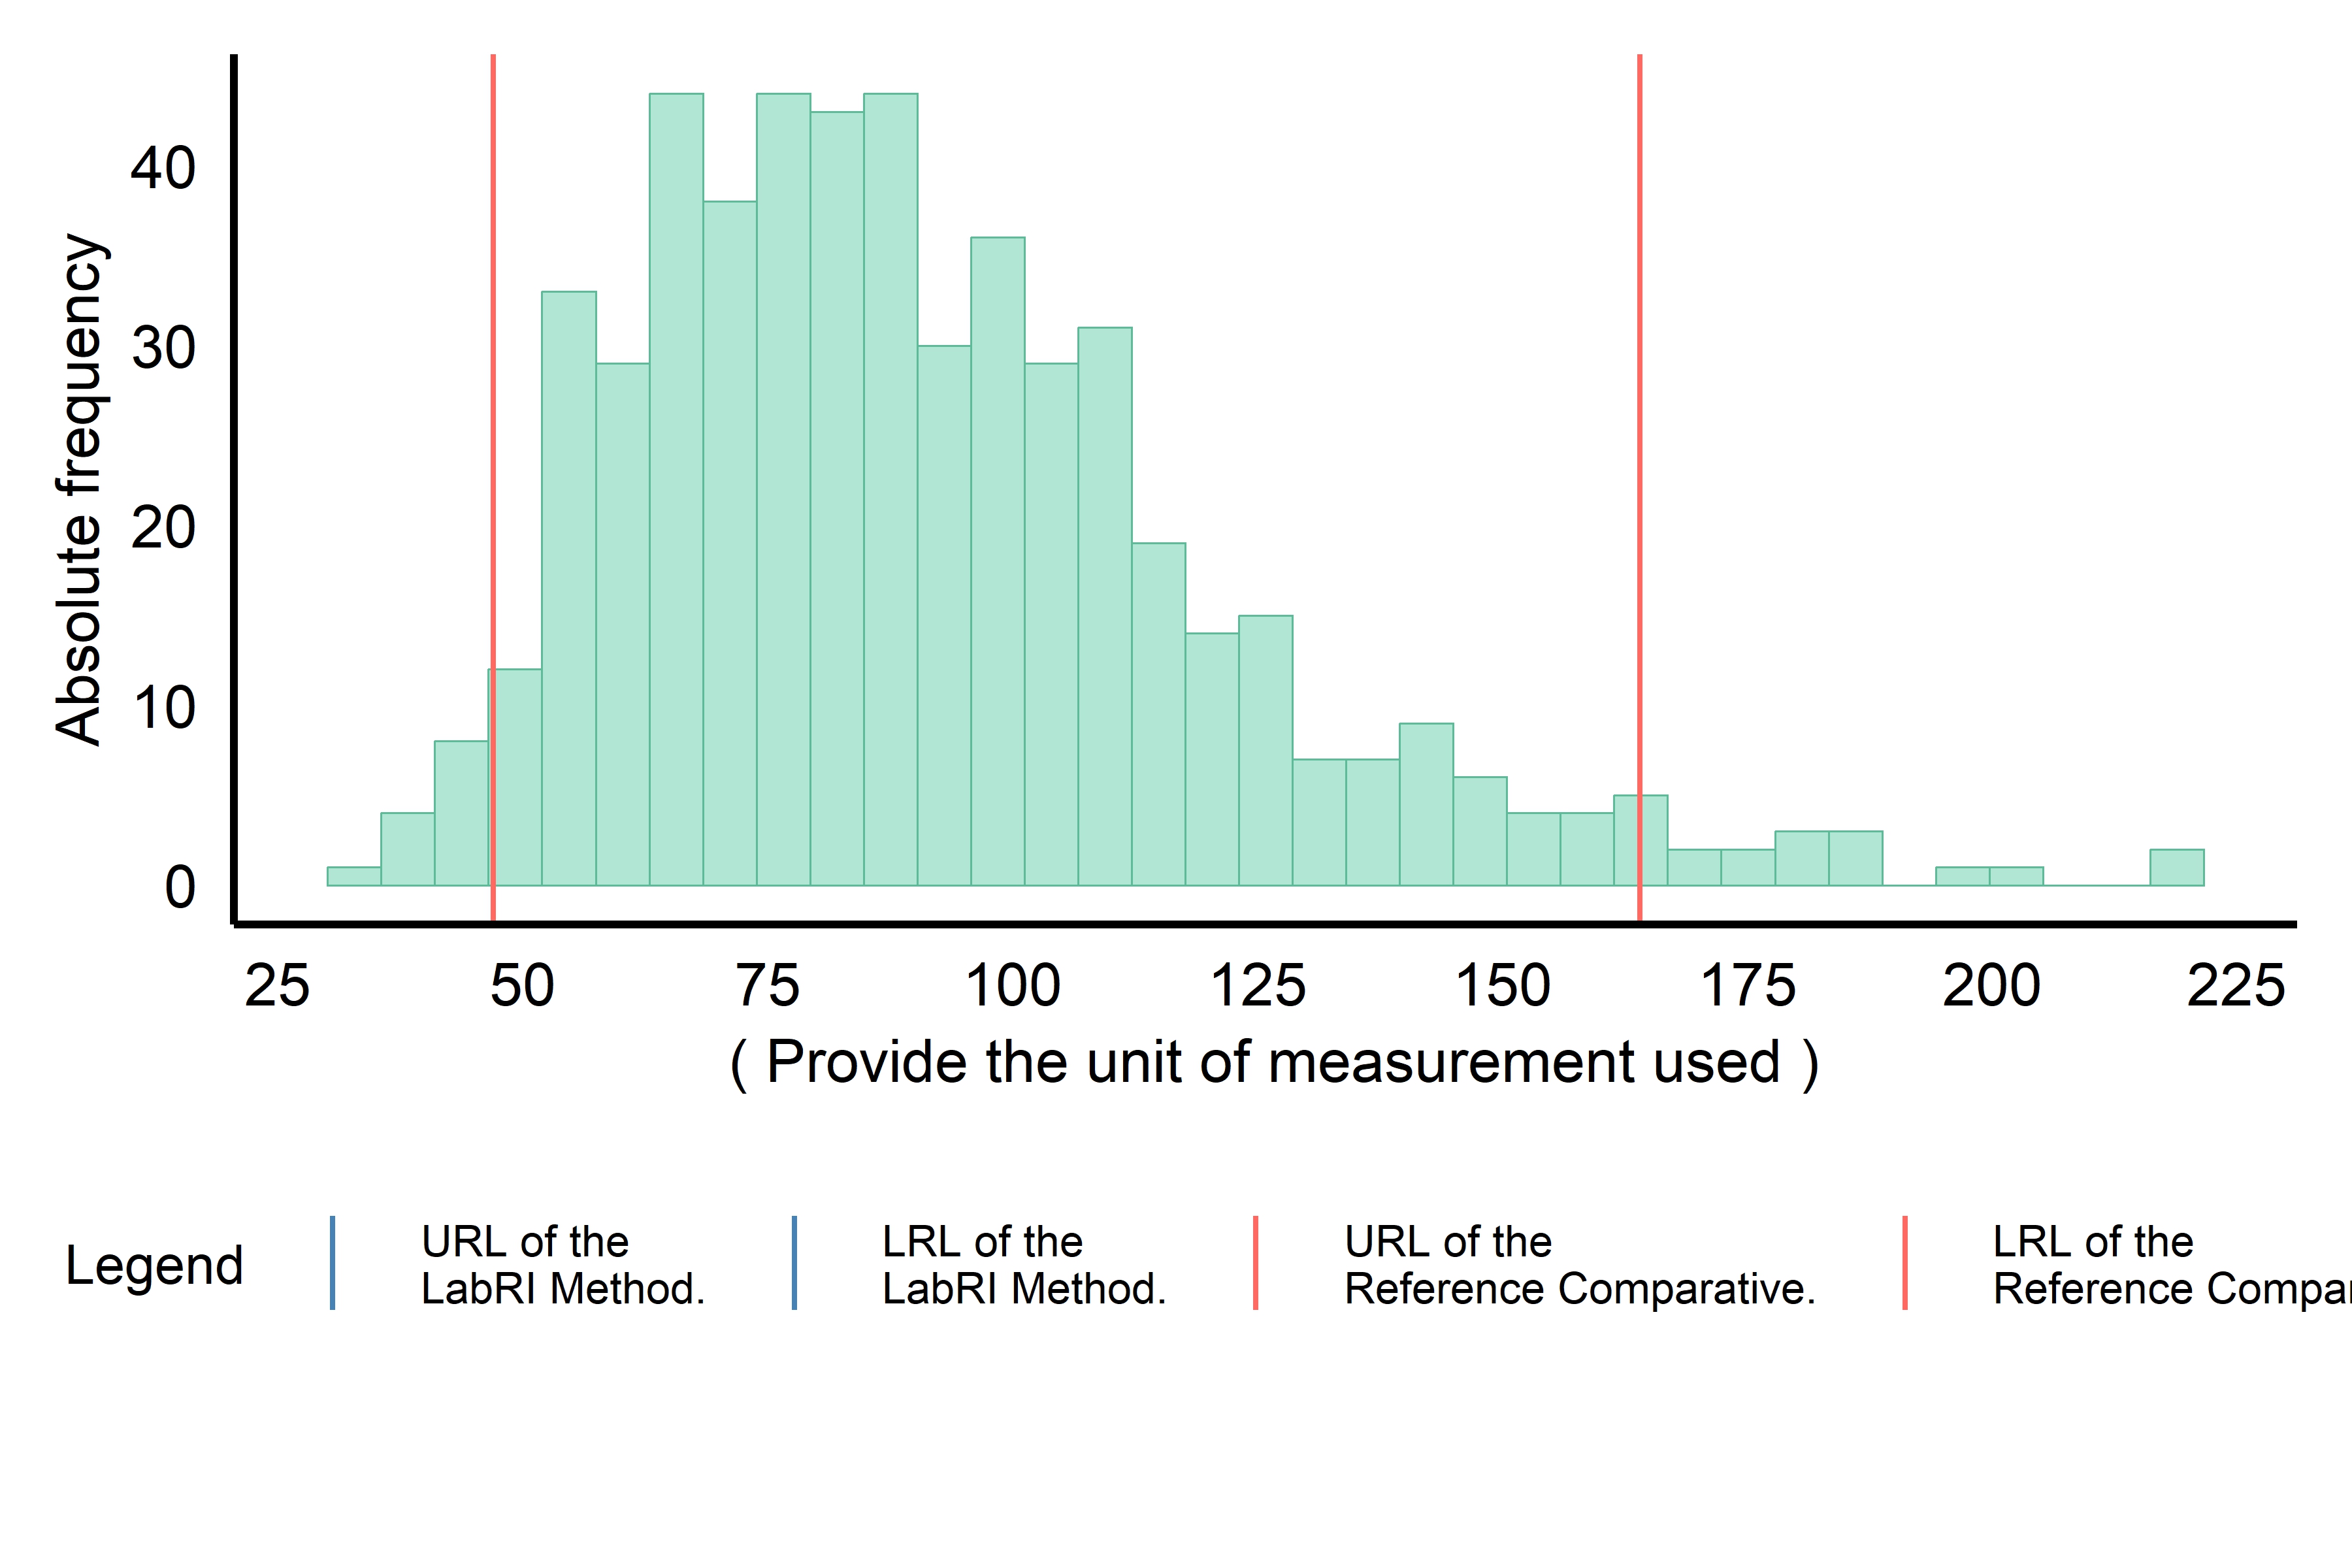 Absolute frequency
40
30
20
10
0
25 50 75 100 125 150 175 200 225
( Provide the unit of measurement used )
Legend
URL of the
LabRI Method.
LRL of the
LabRI Method.
URL of the
Reference Comparative.
LRL of the
Reference Compar